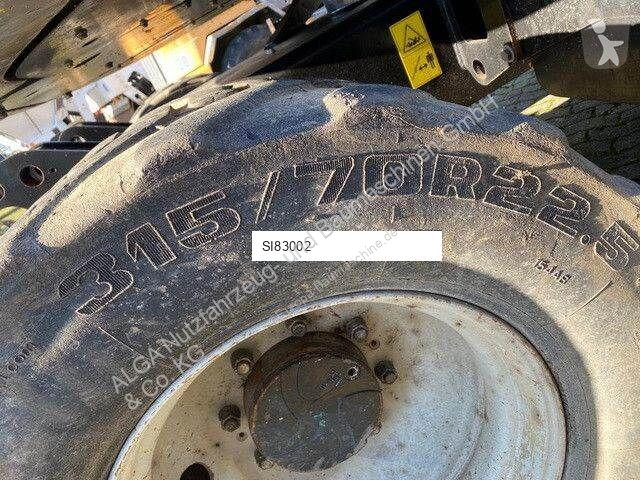 315/70R22.5
SI83002
ALGA Nutzfahrzeug- und Baumaschinen GmbH
& Co. KG